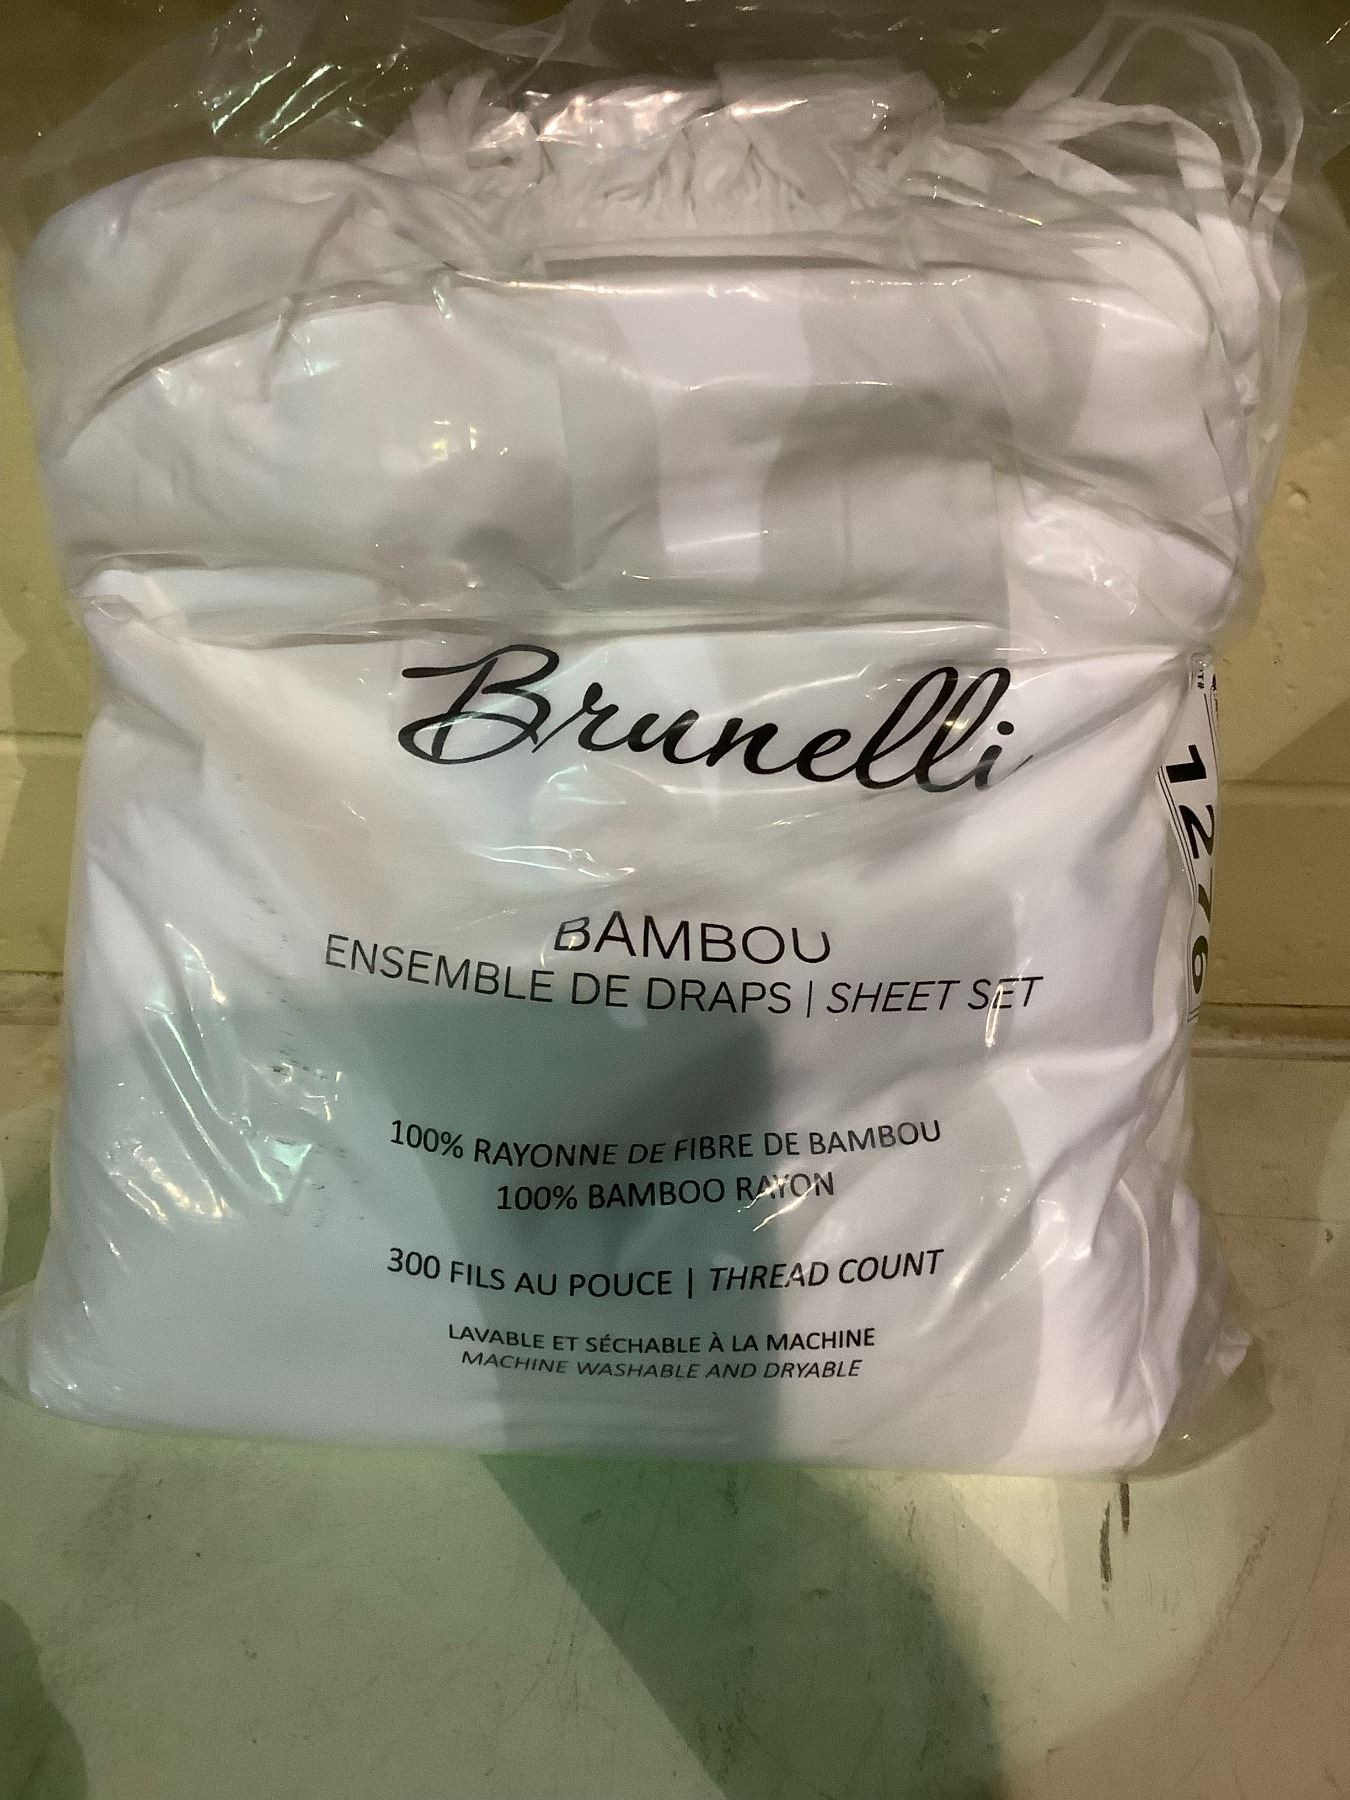 Brunelli
BAMBOU
ENSEMBLE DE DRAPS | SHEET SET
100% RAYONNE DE FIBRE DE BAMBOU
100% BAMBOO RAYON
300 FILS AU POUCE | THREAD COUNT
LAVABLE ET SÉCHABLE À LA MACHINE
MACHINE WASHABLE AND DRYABLE
1276